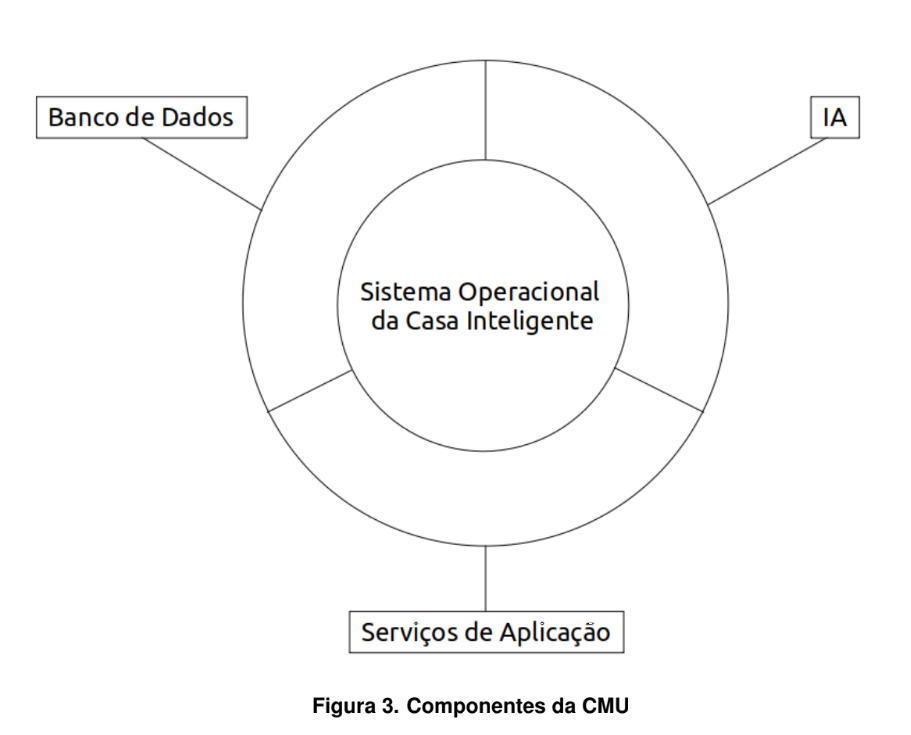 Banco de Dados
IA
Sistema Operacional
da Casa Inteligente
Serviços de Aplicação
Figura 3. Componentes da CMU